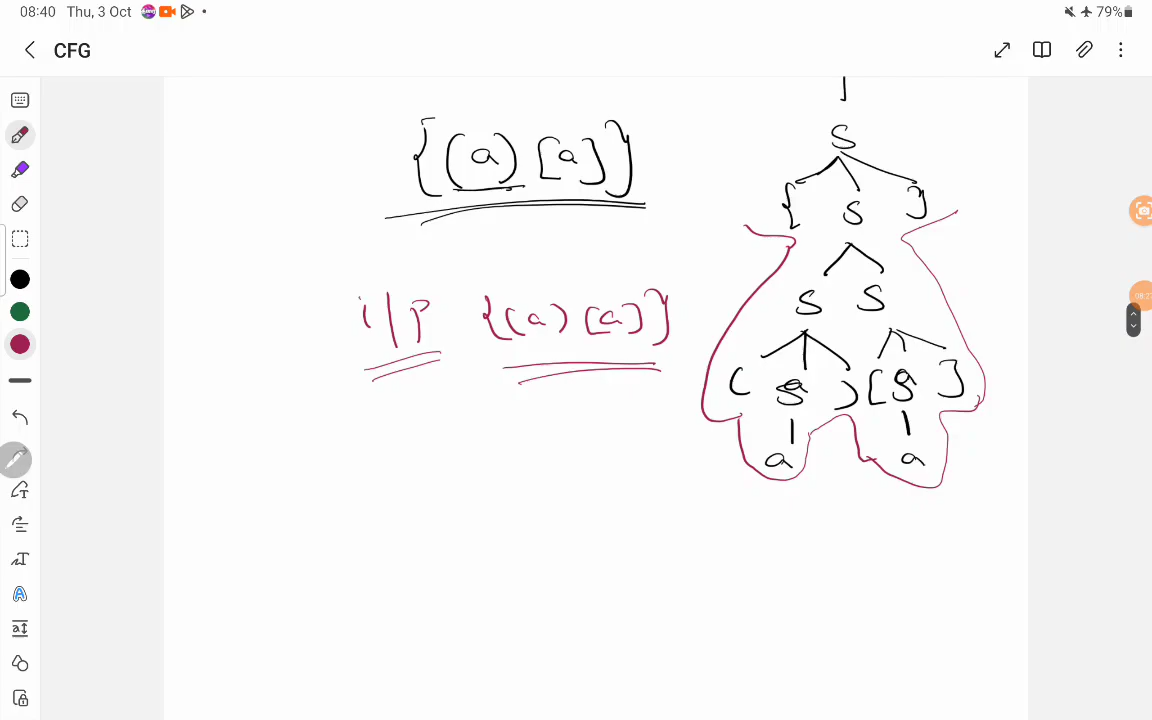 08:40 Thu, 3 Oct 79%
CFG
S
{(a) [a]}
{ S }
S S
i/p {(a) [a]}
( S ) [ S ]
a a